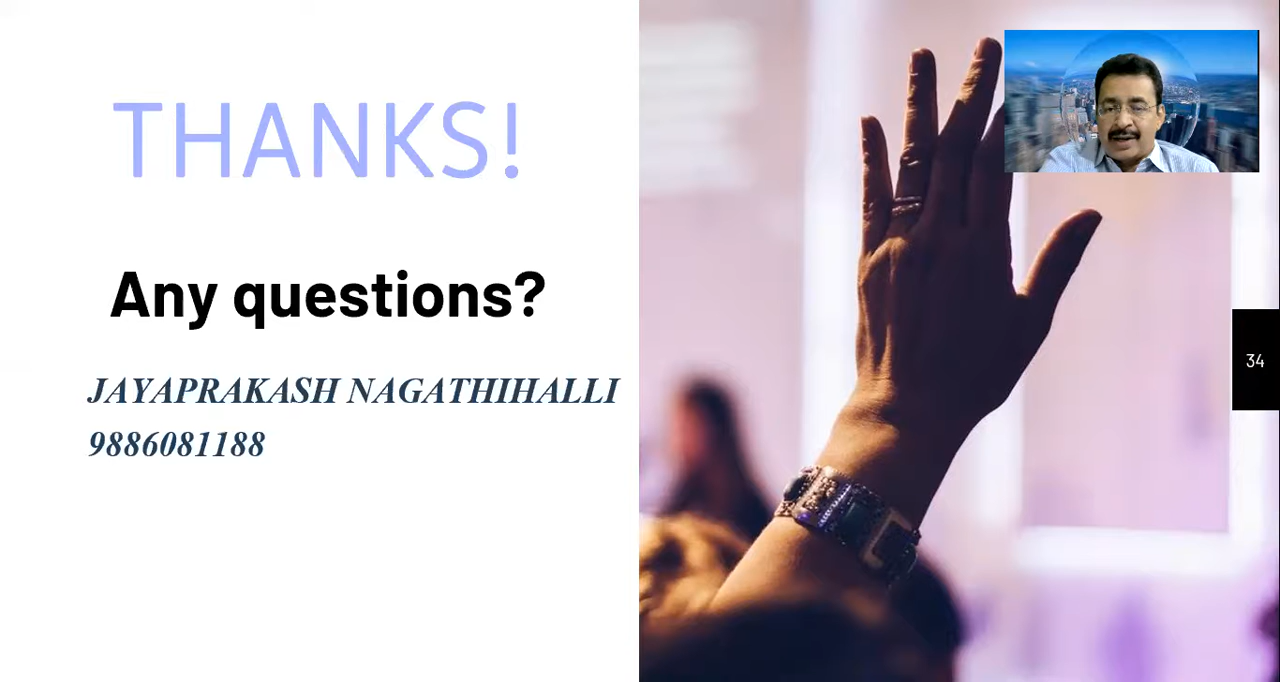 THANKS!
Any questions?
JAYAPRAKASH NAGATHIHALLI
9886081188
34